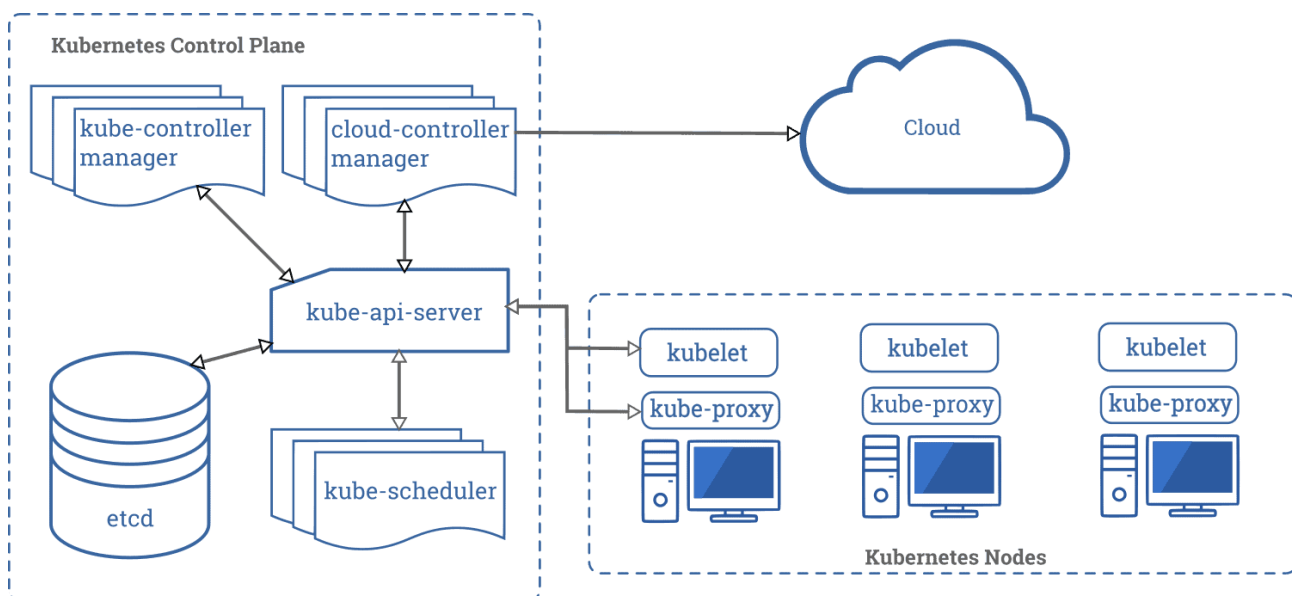 Kubernetes Control Plane
kube-controller
manager
cloud-controller
manager
Cloud
kube-api-server
kubelet
kubelet
kubelet
kube-proxy
kube-proxy
kube-proxy
etcd
kube-scheduler
Kubernetes Nodes